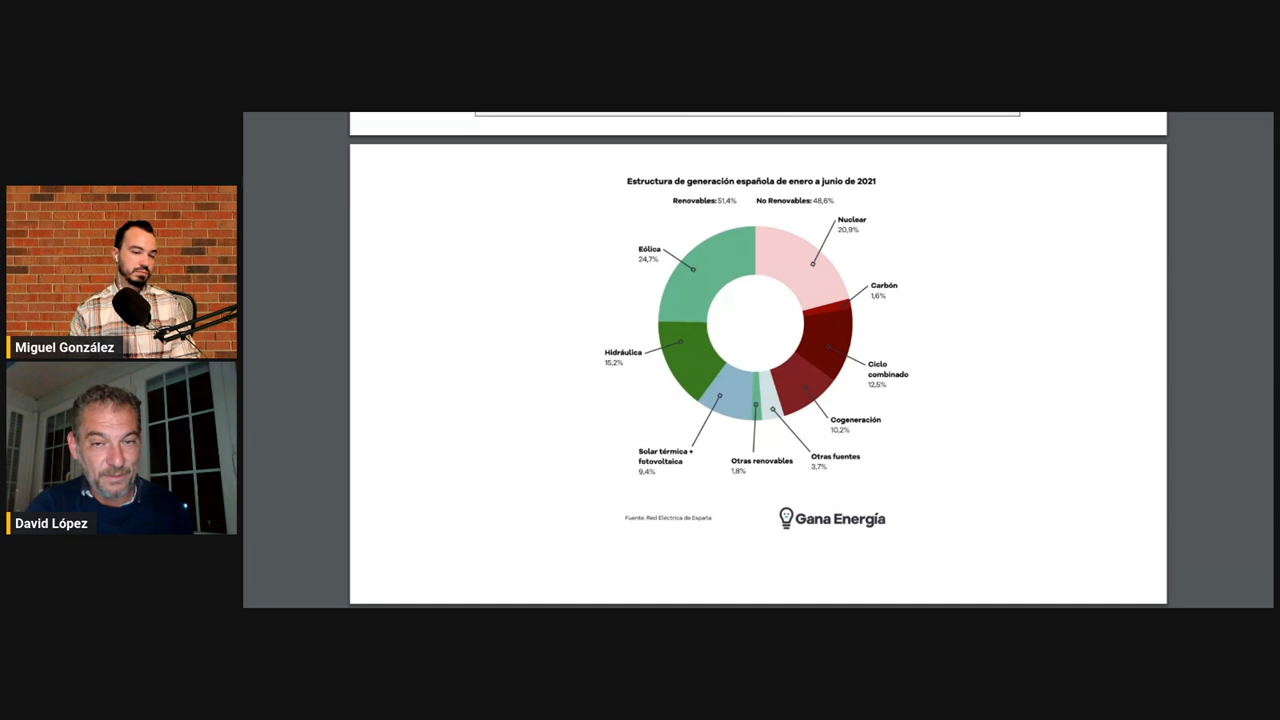 Miguel González
David López
Estructura de generación española de enero a junio de 2021
Renovables: 51,4% No Renovables: 48,6%
Nuclear
20,9%
Eólica
24,7%
Carbón
1,6%
Hidráulica
15,2%
Ciclo
combinado
12,5%
Cogeneración
10,2%
Solar térmica +
fotovoltaica
9,4%
Otras renovables
1,8%
Otras fuentes
3,7%
Fuente: Red Eléctrica de España
Gana Energía